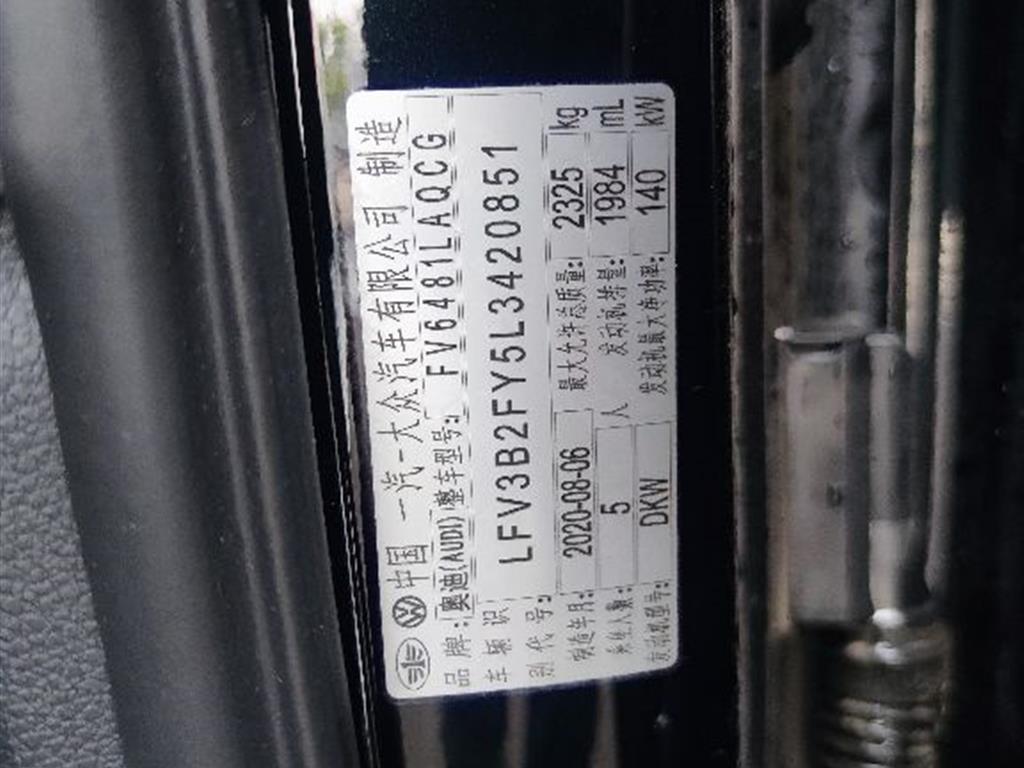 中国 一汽-大众汽车有限公司 制造
品牌: 奥迪(AUDI) 整车型号: FV6481LAQCG
车辆识别代号: LFV3B2FY5L3420851
制造年月: 2020-08-06 最大允许总质量: 2325 kg
乘坐人数: 5 人 发动机排量: 1984 mL
发动机型号: DKW 发动机最大净功率: 140 kW